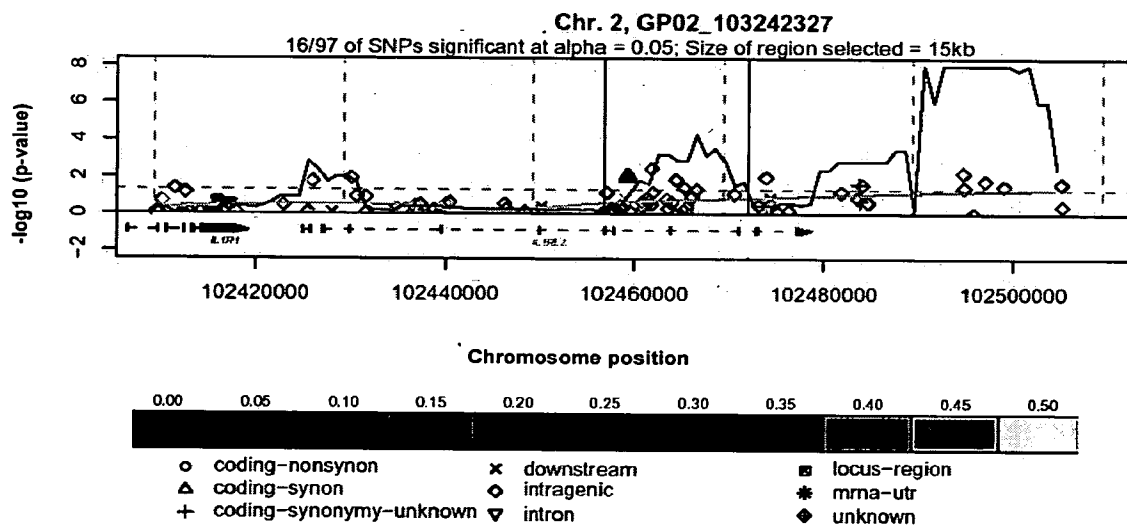 Chr. 2, GP02_103242327
16/97 of SNPs significant at alpha = 0.05; Size of region selected = 15kb
-log10 (p-value)
8
6
4
2
0
-2
IL1R1
IL1RL2
102420000 102440000 102460000 102480000 102500000
Chromosome position
0.00 0.05 0.10 0.15 0.20 0.25 0.30 0.35 0.40 0.45 0.50
coding-nonsynon downstream locus-region
coding-synon intragenic mrna-utr
coding-synonymy-unknown intron unknown